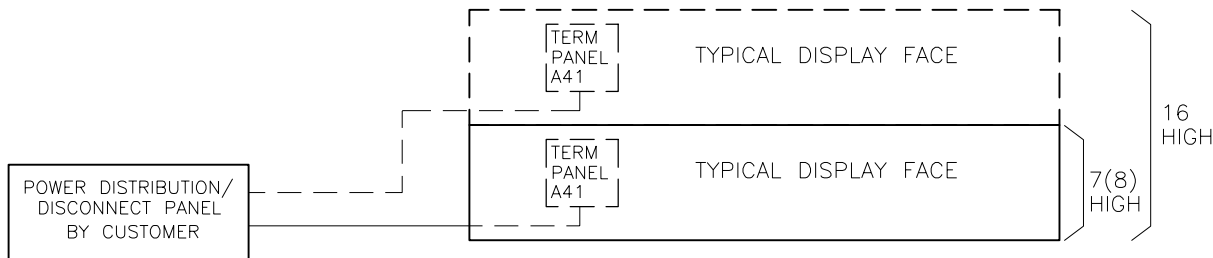 TERM
PANEL
A41
TYPICAL DISPLAY FACE
16
HIGH
TERM
PANEL
A41
TYPICAL DISPLAY FACE
7(8)
HIGH
POWER DISTRIBUTION/
DISCONNECT PANEL
BY CUSTOMER